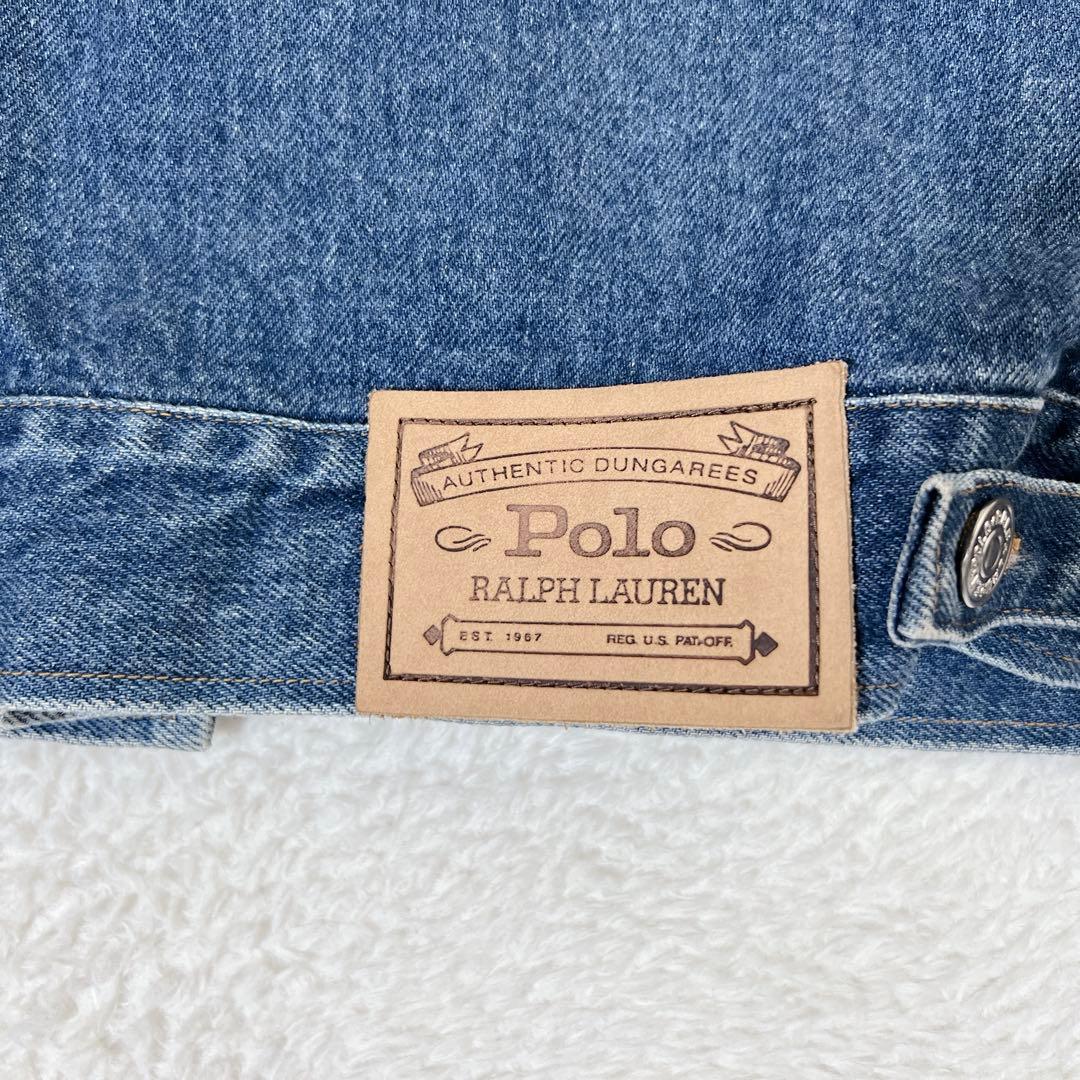 AUTHENTIC DUNGAREES
Polo
RALPH LAUREN
EST. 1967 REG. U.S. PAT. OFF.